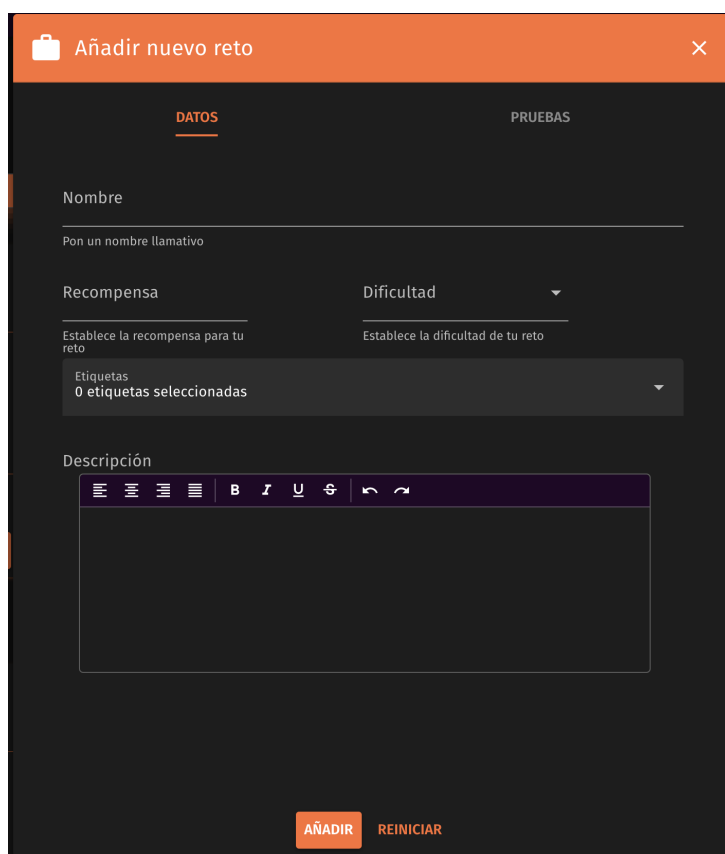 Añadir nuevo reto
DATOS
PRUEBAS
Nombre
Pon un nombre llamativo
Recompensa
Dificultad
Establece la recompensa para tu
reto
Establece la dificultad de tu reto
Etiquetas
0 etiquetas seleccionadas
Descripción
B I U S
AÑADIR
REINICIAR